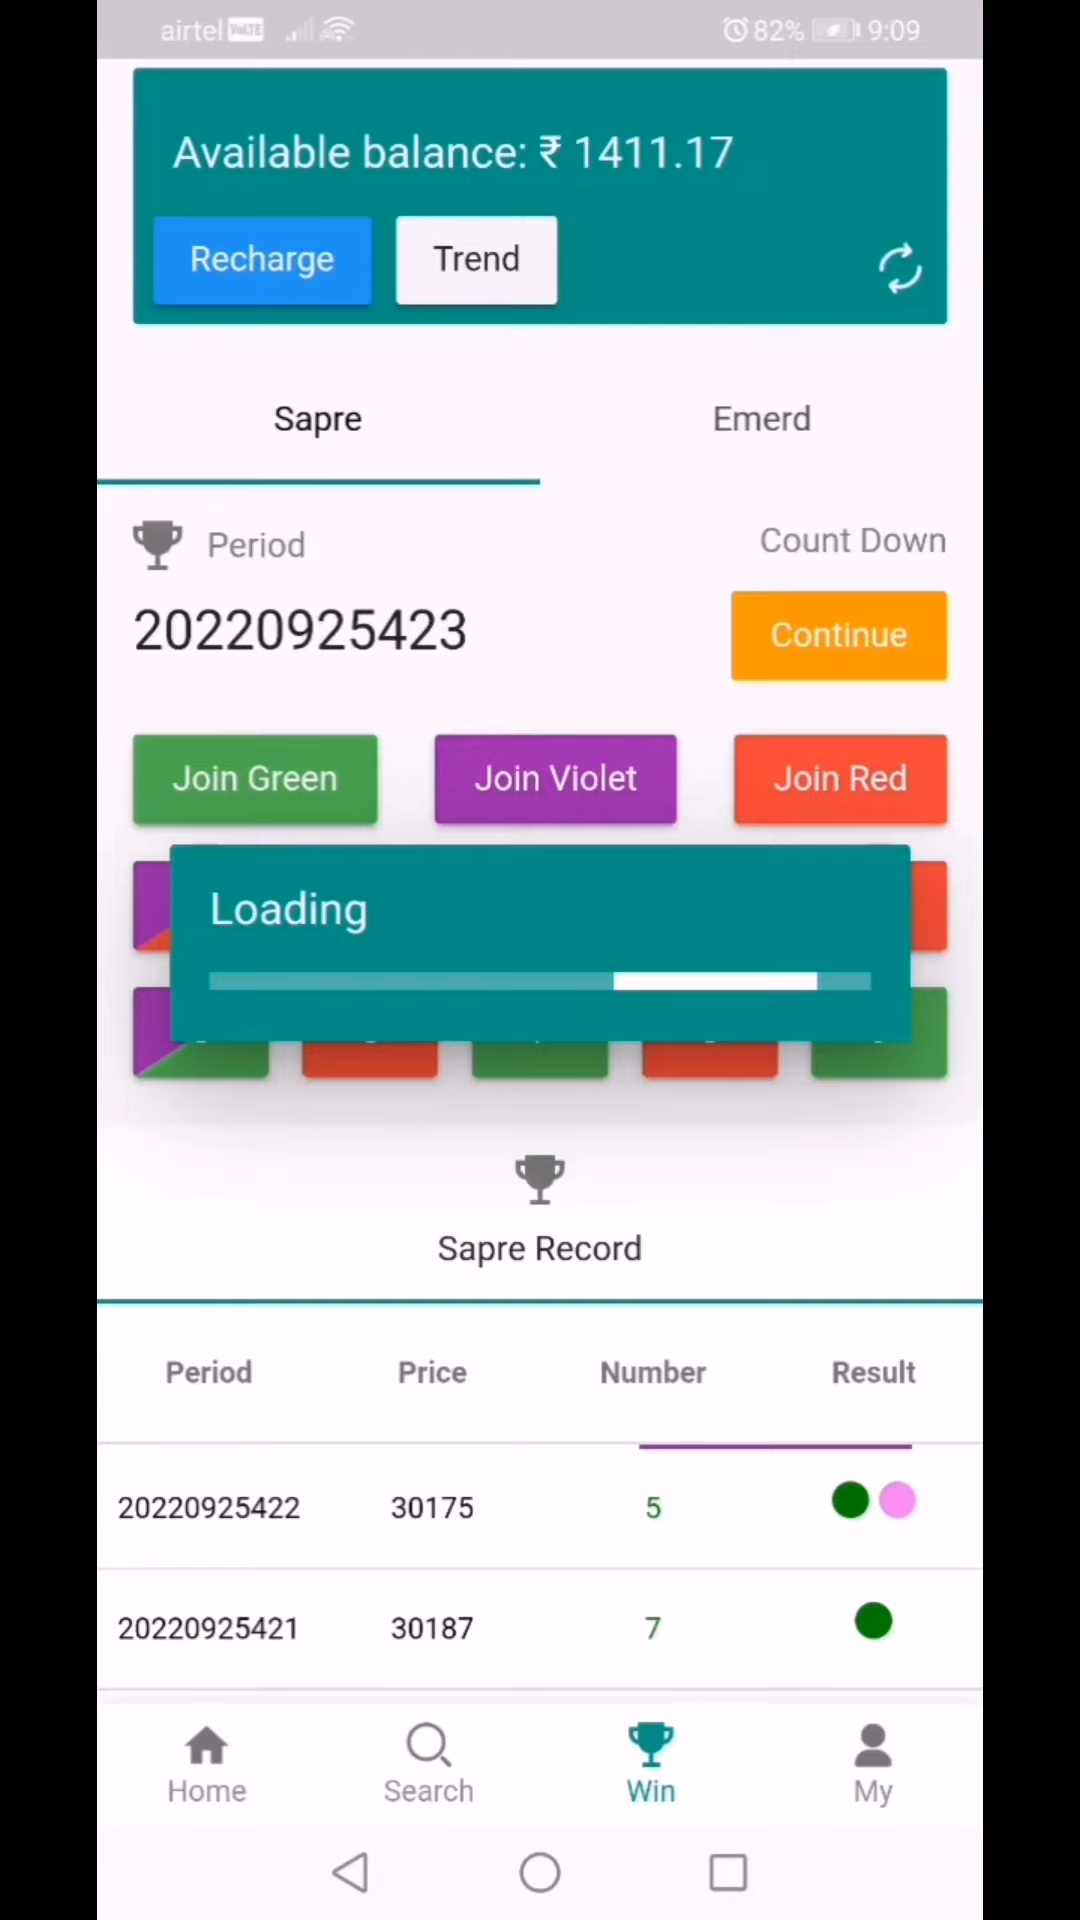 airtel VoLTE 82% 9:09
Available balance: ₹ 1411.17
Recharge Trend
Sapre Emerd
Period Count Down
20220925423 Continue
Join Green Join Violet Join Red
Loading
Sapre Record
Period Price Number Result
20220925422 30175 5
20220925421 30187 7
Home Search Win My